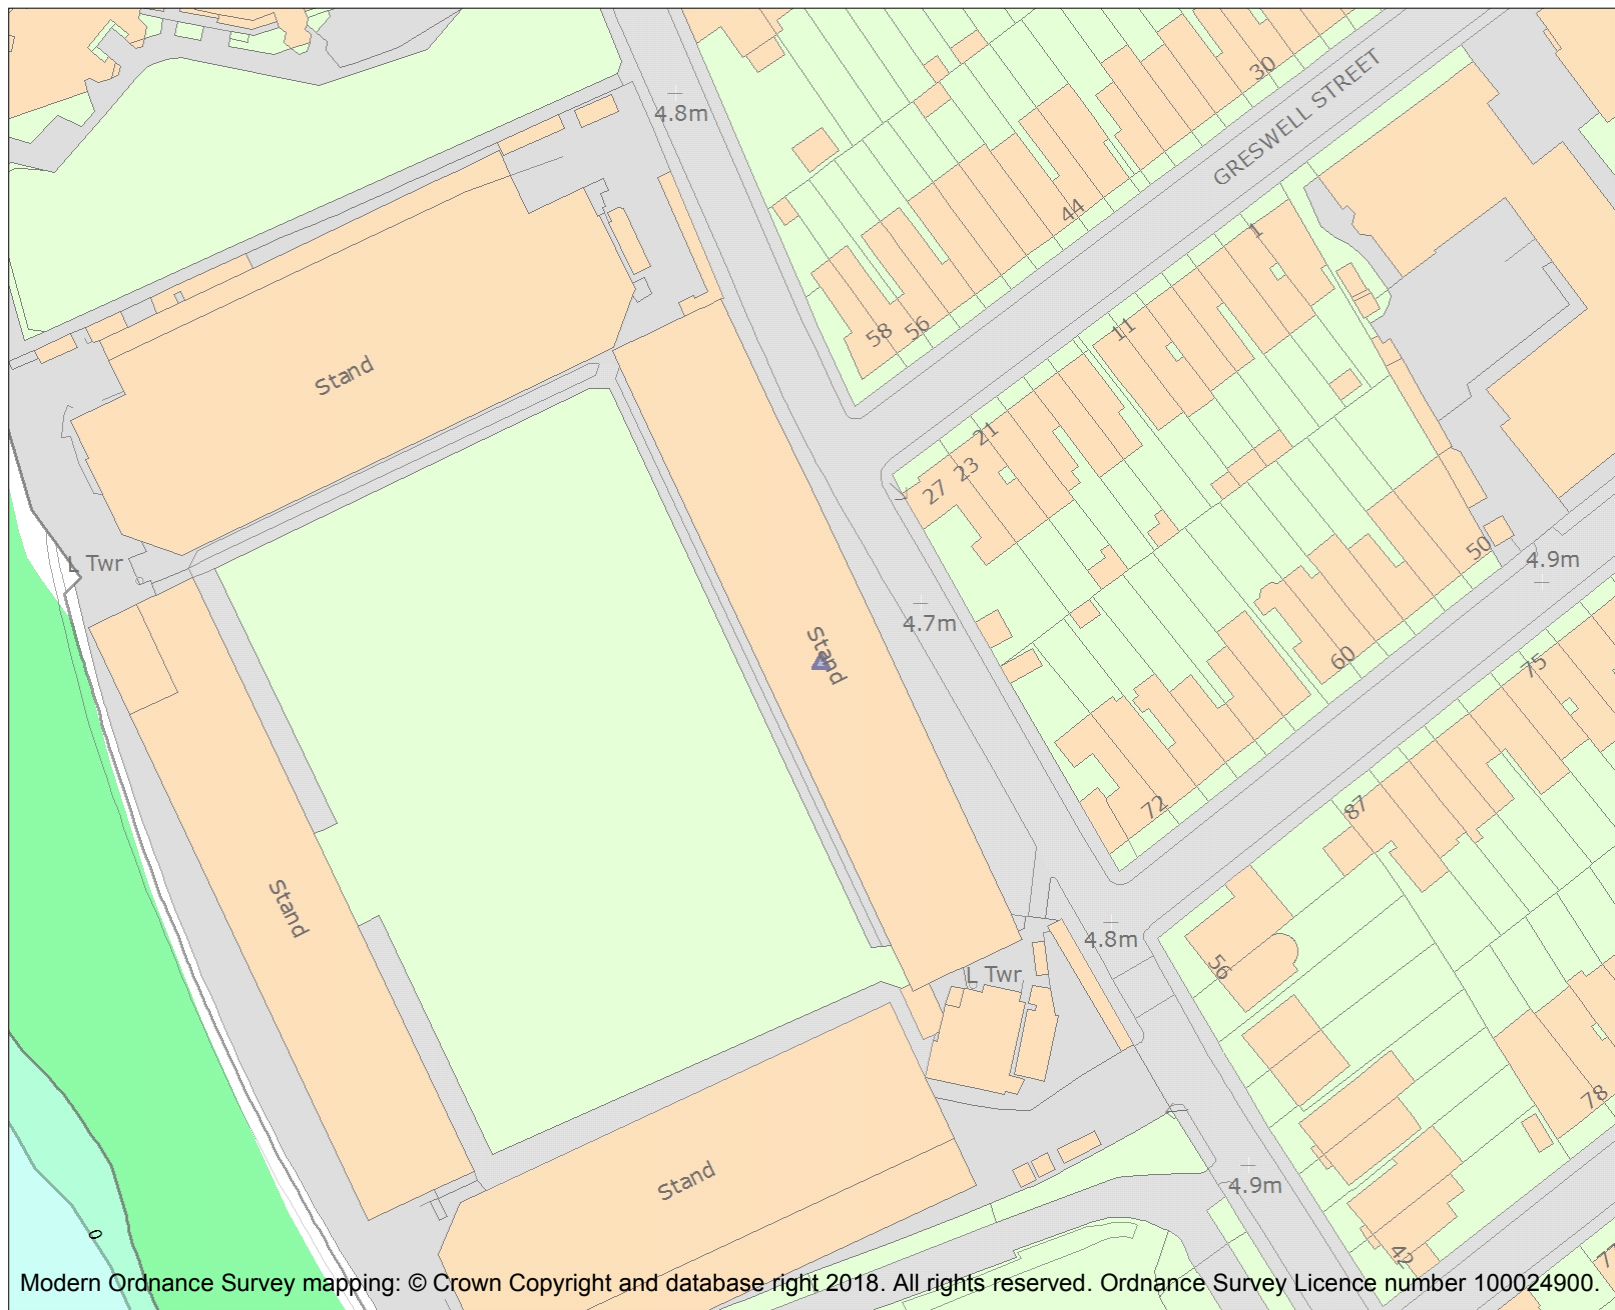 30
GRESWELL STREET
4.8m
44
1
58
56
11
Stand
21
23
27
50
L Twr
4.9m
4.7m
Stand
60
75
72
87
Stand
4.8m
56
L Twr
78
Stand
4.9m
0
42
Modern Ordnance Survey mapping: © Crown Copyright and database right 2018. All rights reserved. Ordnance Survey Licence number 100024900.